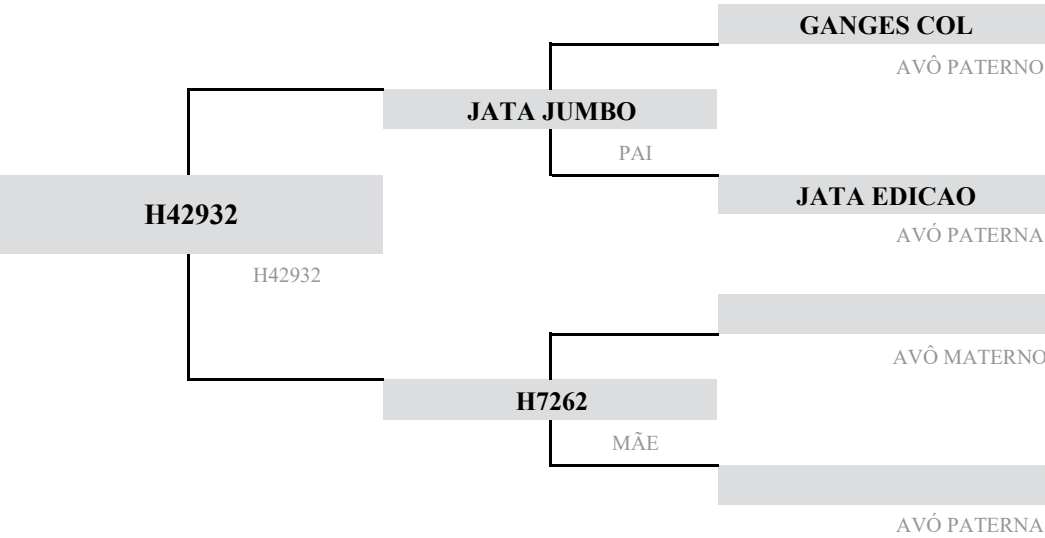 GANGES COL
AVÔ PATERNO
JATA JUMBO
PAI
JATA EDICAO
AVÓ PATERNA
H42932
H42932
AVÔ MATERNO
H7262
MÃE
AVÓ PATERNA